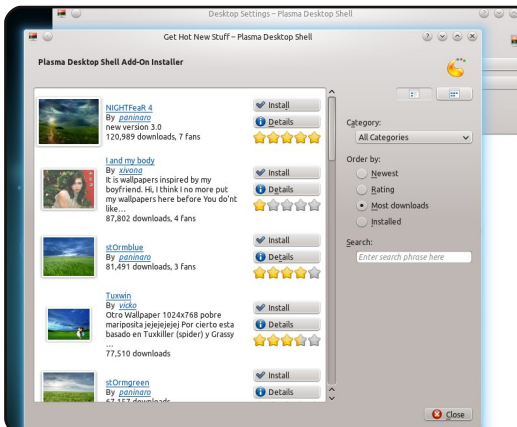 Desktop Settings – Plasma Desktop Shell
Get Hot New Stuff – Plasma Desktop Shell
Plasma Desktop Shell Add-On Installer
NIGHTFeaR 4
By paninaro
new version 3.0
120,989 downloads, 7 fans
Install
Details
I and my body
By xivona
It is wallpapers inspired by my
boyfriend. Hi, I think I no more put
my wallpapers here before You do'nt
like...
87,802 downloads, 4 fans
Install
Details
stOrmblue
By paninaro
81,491 downloads, 3 fans
Install
Details
Tuxwin
By vicko
Otro Wallpaper 1024x768 pobre
mariposita jejejejejej Por cierto esta
basado en Tuxkiller (spider) y Grassy
...
77,510 downloads
Install
Details
stOrmgreen
By paninaro
67,157 downloads
Install
Details
Category:
All Categories
Order by:
Newest
Rating
Most downloads
Installed
Search:
Enter search phrase here
Close